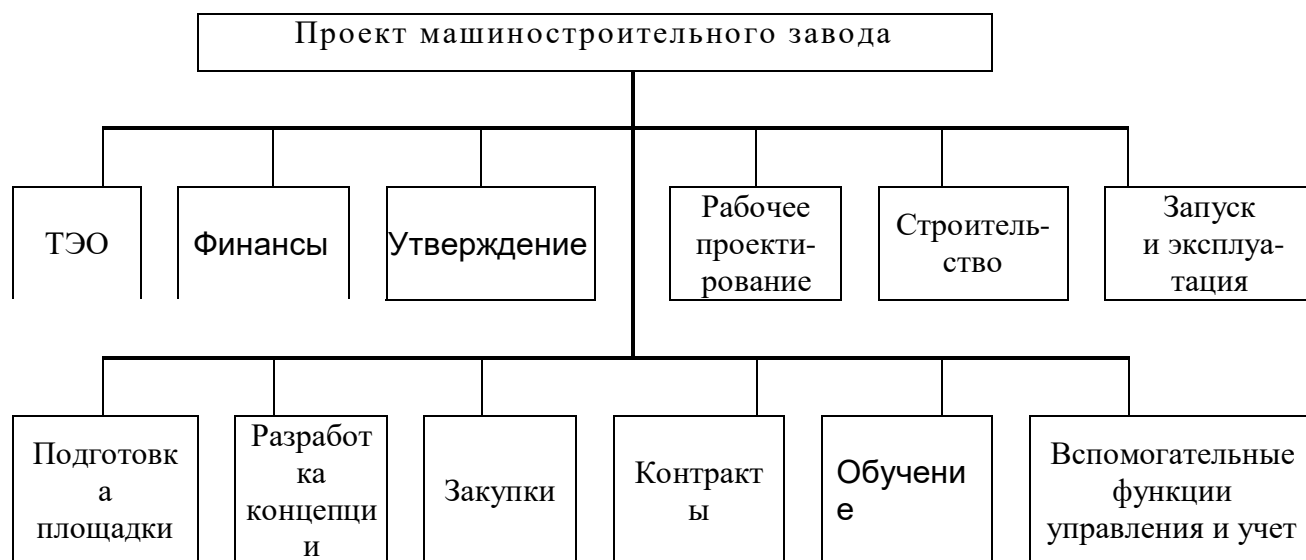 Проект машиностроительного завода
ТЭО
Финансы
Утверждение
Рабочее
проекти-
рование
Строитель-
ство
Запуск
и эксплуа-
тация
Подготовк
а
площадки
Разработ
ка
концепци
и
Закупки
Контракт
ы
Обучени
е
Вспомогательные
функции
управления и учет